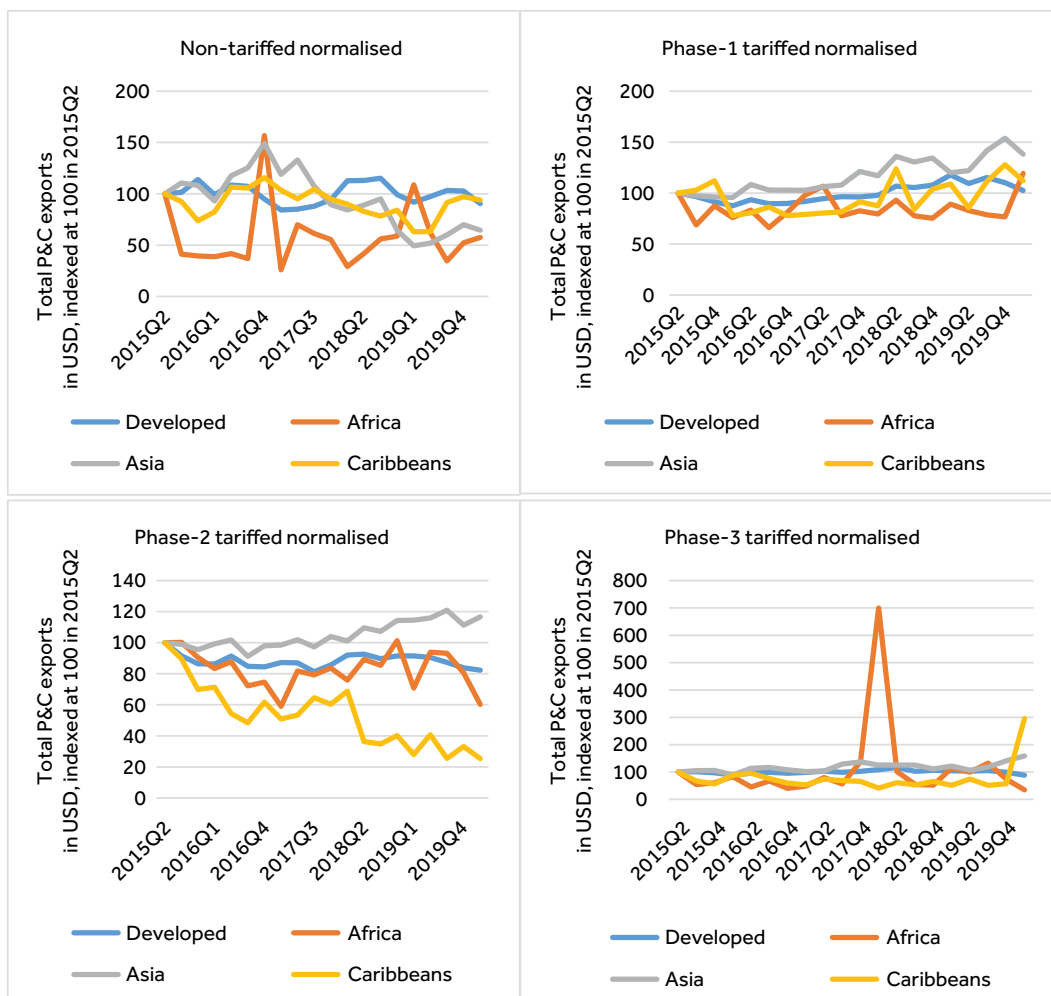 Non-tariffed normalised
Total P&C exports
in USD, indexed at 100 in 2015Q2
200
150
100
50
0
2015Q2
2016Q1
2016Q4
2017Q3
2018Q2
2019Q1
2019Q4
Developed
Africa
Asia
Caribbeans
Phase-1 tariffed normalised
Total P&C exports
in USD, indexed at 100 in 2015Q2
200
150
100
50
0
2015Q2
2015Q4
2016Q2
2016Q4
2017Q2
2017Q4
2018Q2
2018Q4
2019Q2
2019Q4
Developed
Africa
Asia
Caribbeans
Phase-2 tariffed normalised
Total P&C exports
in USD, indexed at 100 in 2015Q2
140
120
100
80
60
40
20
0
2015Q2
2016Q1
2016Q4
2017Q3
2018Q2
2019Q1
2019Q4
Developed
Africa
Asia
Caribbeans
Phase-3 tariffed normalised
Total P&C exports
in USD, indexed at 100 in 2015Q2
800
700
600
500
400
300
200
100
0
2015Q2
2015Q4
2016Q2
2016Q4
2017Q2
2017Q4
2018Q2
2018Q4
2019Q2
2019Q4
Developed
Africa
Asia
Caribbeans